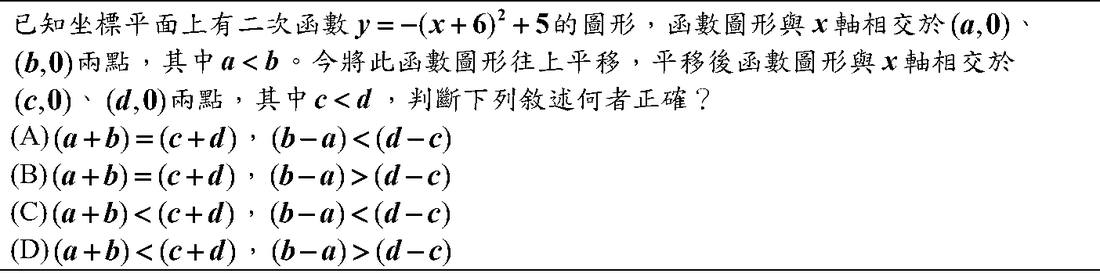 已知坐標平面上有二次函數 y=−(x+6)²+5的圖形，函數圖形與 x 軸相交於(a,0)、
(b,0)兩點，其中 a<b。今將此函數圖形往上平移，平移後函數圖形與 x 軸相交於
(c,0)、(d,0)兩點，其中 c<d，判斷下列敘述何者正確？
(A)(a+b)=(c+d)，(b−a)<(d−c)
(B)(a+b)=(c+d)，(b−a)>(d−c)
(C)(a+b)<(c+d)，(b−a)<(d−c)
(D)(a+b)<(c+d)，(b−a)>(d−c)